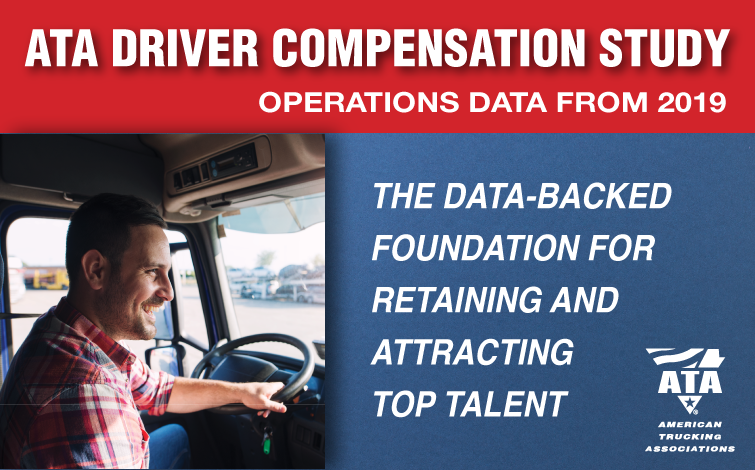 ATA DRIVER COMPENSATION STUDY
OPERATIONS DATA FROM 2019
THE DATA-BACKED
FOUNDATION FOR
RETAINING AND
ATTRACTING
TOP TALENT
ATA
®
AMERICAN
TRUCKING
ASSOCIATIONS